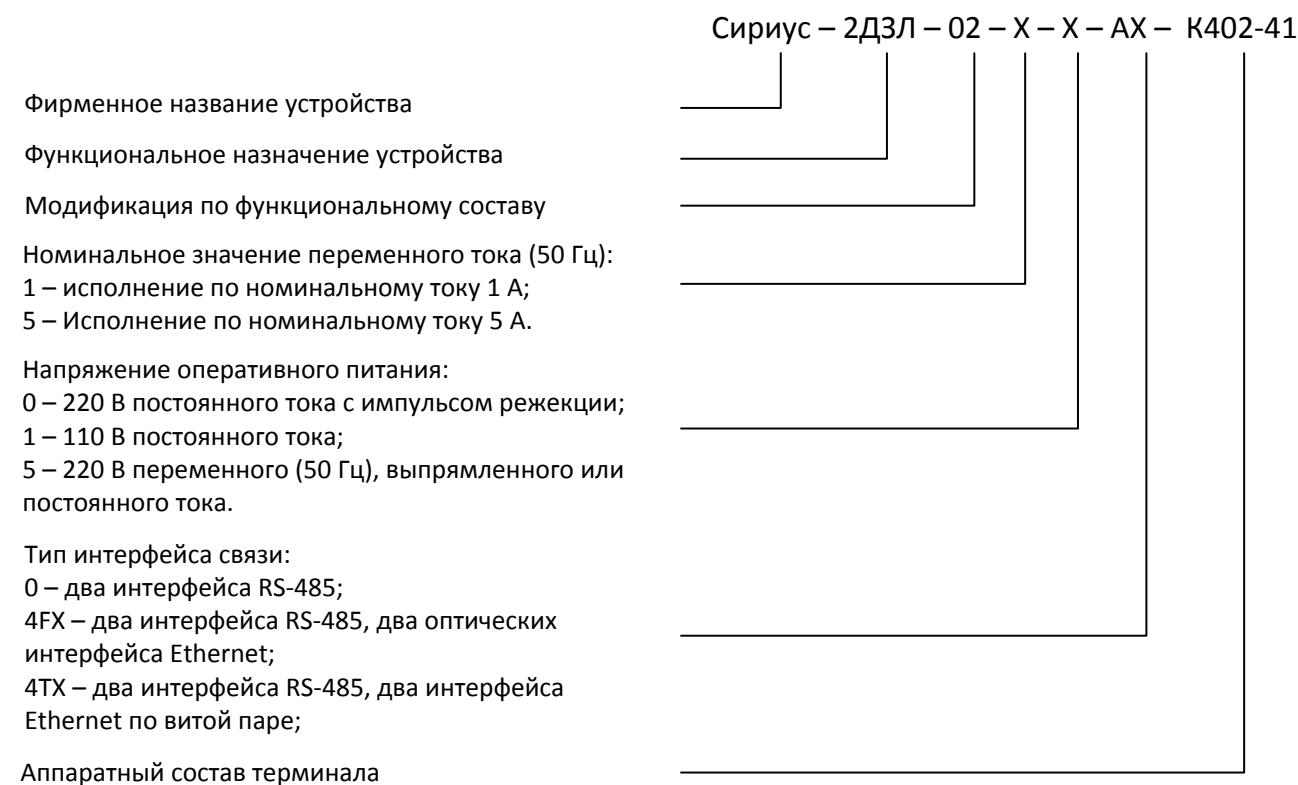 Сириус – 2ДЗЛ – 02 – Х – Х – АХ – К402-41
Фирменное название устройства
Функциональное назначение устройства
Модификация по функциональному составу
Номинальное значение переменного тока (50 Гц):
1 – исполнение по номинальному току 1 А;
5 – Исполнение по номинальному току 5 А.
Напряжение оперативного питания:
0 – 220 В постоянного тока с импульсом режекции;
1 – 110 В постоянного тока;
5 – 220 В переменного (50 Гц), выпрямленного или
постоянного тока.
Тип интерфейса связи:
0 – два интерфейса RS-485;
4FX – два интерфейса RS-485, два оптических
интерфейса Ethernet;
4TX – два интерфейса RS-485, два интерфейса
Ethernet по витой паре;
Аппаратный состав терминала